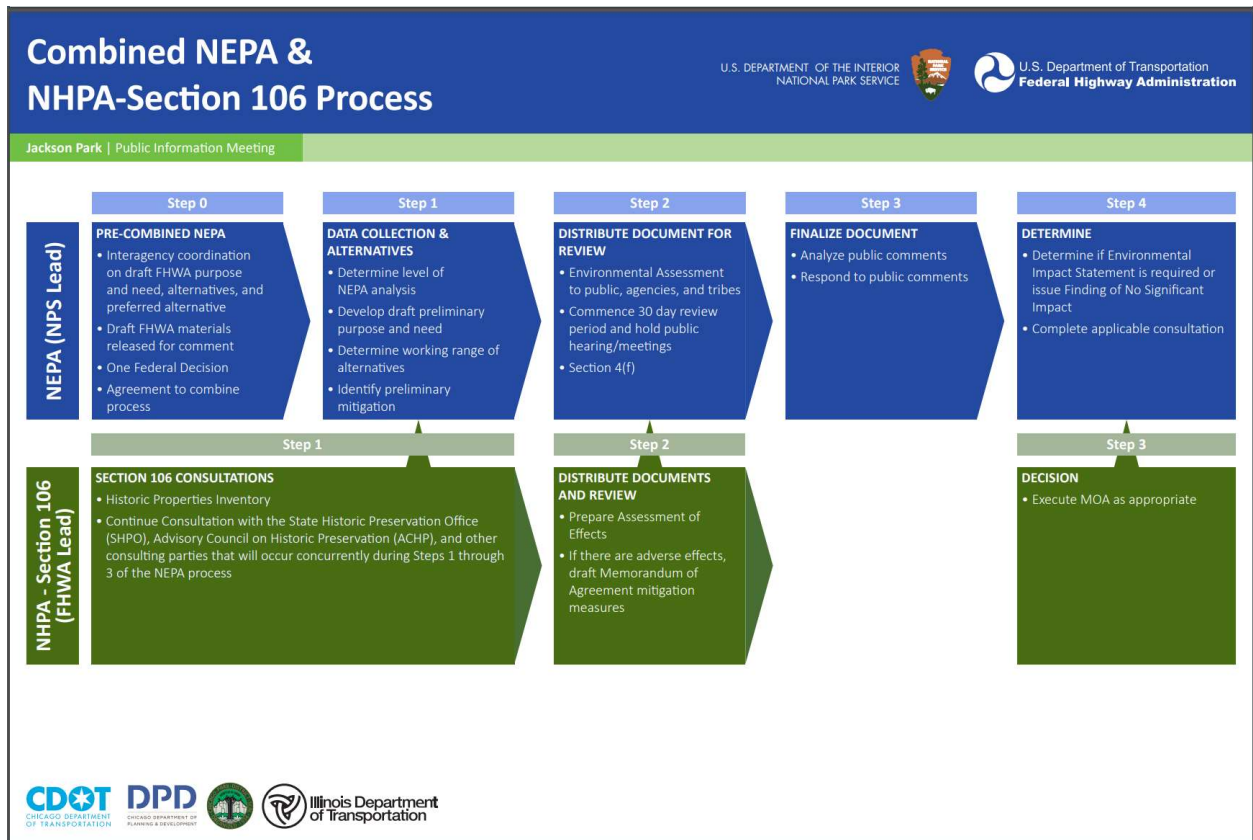 Combined NEPA &
NHPA-Section 106 Process
U.S. DEPARTMENT OF THE INTERIOR
NATIONAL PARK SERVICE
NATIONAL
PARK
SERVICE
U.S. Department of Transportation
Federal Highway Administration
Jackson Park | Public Information Meeting
NEPA (NPS Lead)
Step 0
PRE-COMBINED NEPA
• Interagency coordination
on draft FHWA purpose
and need, alternatives, and
preferred alternative
• Draft FHWA materials
released for comment
• One Federal Decision
• Agreement to combine
process
Step 1
DATA COLLECTION &
ALTERNATIVES
• Determine level of
NEPA analysis
• Develop draft preliminary
purpose and need
• Determine working range of
alternatives
• Identify preliminary
mitigation
Step 2
DISTRIBUTE DOCUMENT FOR
REVIEW
• Environmental Assessment
to public, agencies, and tribes
• Commence 30 day review
period and hold public
hearing/meetings
• Section 4(f)
Step 3
FINALIZE DOCUMENT
• Analyze public comments
• Respond to public comments
Step 4
DETERMINE
• Determine if Environmental
Impact Statement is required or
issue Finding of No Significant
Impact
• Complete applicable consultation
NHPA - Section 106
(FHWA Lead)
Step 1
SECTION 106 CONSULTATIONS
• Historic Properties Inventory
• Continue Consultation with the State Historic Preservation Office
(SHPO), Advisory Council on Historic Preservation (ACHP), and other
consulting parties that will occur concurrently during Steps 1 through
3 of the NEPA process
Step 2
DISTRIBUTE DOCUMENTS
AND REVIEW
• Prepare Assessment of
Effects
• If there are adverse effects,
draft Memorandum of
Agreement mitigation
measures
Step 3
DECISION
• Execute MOA as appropriate
CDOT
CHICAGO DEPARTMENT
OF TRANSPORTATION
DPD
CHICAGO DEPARTMENT OF
PLANNING & DEVELOPMENT
Illinois Department
of Transportation